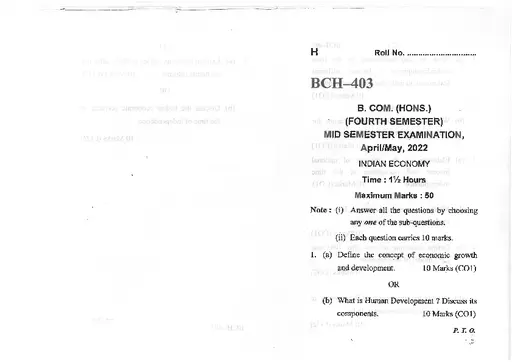 H Roll No. ..............................
BCH–403
B. COM. (HONS.)
(FOURTH SEMESTER)
MID SEMESTER EXAMINATION,
April/May, 2022
INDIAN ECONOMY
Time : 1½ Hours
Maximum Marks : 50
Note : (i) Answer all the questions by choosing
any one of the sub-questions.
(ii) Each question carries 10 marks.
1. (a) Define the concept of economic growth
and development. 10 Marks (CO1)
OR
(b) What is Human Development ? Discuss its
components. 10 Marks (CO1)
P. T. O.